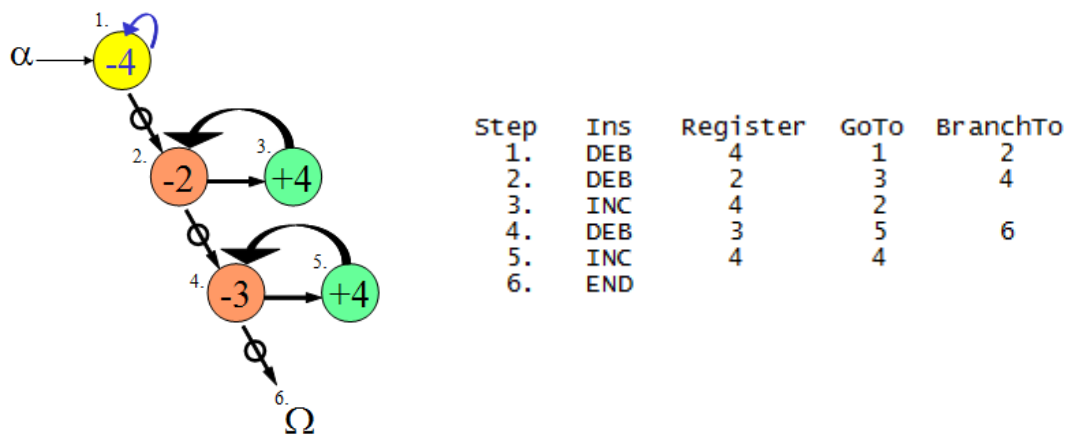 1.
α
-4
2.
-2
3.
+4
4.
-3
5.
+4
6.
Ω
Step Ins Register GoTo BranchTo
1. DEB 4 1 2
2. DEB 2 3 4
3. INC 4 2
4. DEB 3 5 6
5. INC 4 4
6. END